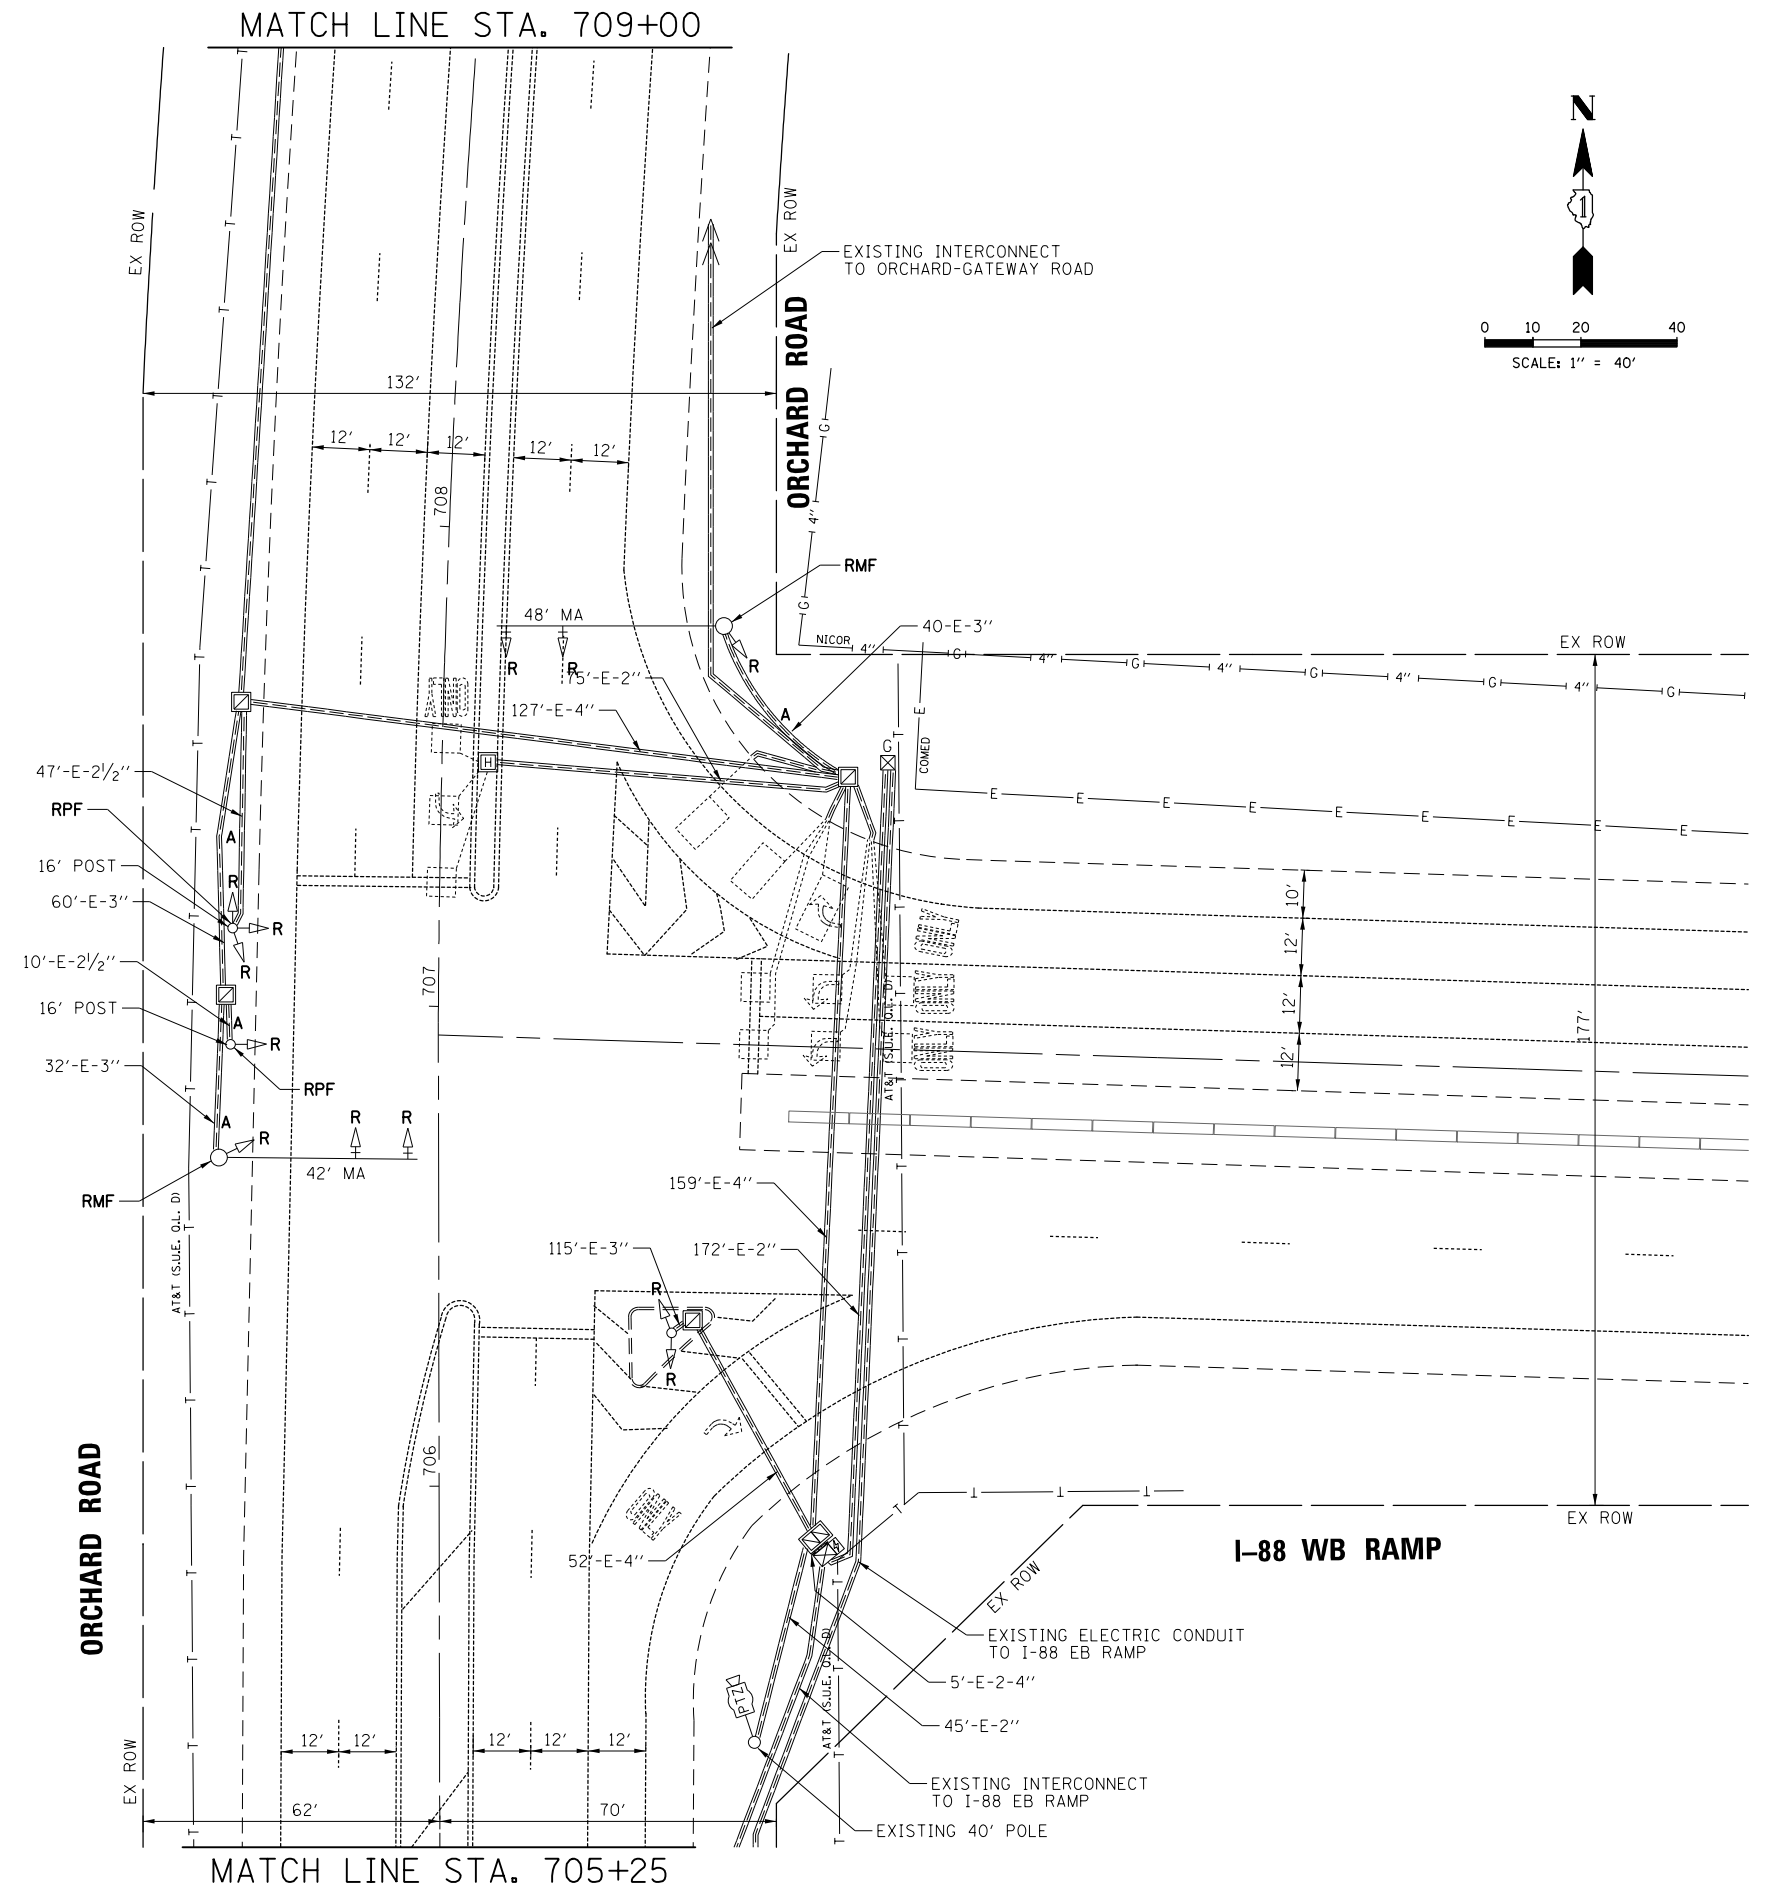 MATCH LINE STA. 709+00
N
1
0 10 20 40
SCALE: 1'' = 40'
EX ROW
EX ROW
EXISTING INTERCONNECT
TO ORCHARD-GATEWAY ROAD
ORCHARD ROAD
132'
12' 12' 12' 12' 12'
708
G
4''
G
RMF
48' MA
R R R
40-E-3''
NICOR
4'' G 4'' G 4'' G 4'' G 4'' G
EX ROW
75'-E-2''
127'-E-4''
A
H
G
E
COMED
E E E E E E E E E
47'-E-2½''
RPF
A
16' POST
R
60'-E-3''
R
R
10'-E-2½''
16' POST
A
R
32'-E-3''
RPF
A
R
R R
42' MA
RMF
707
10'
12'
12'
12'
177'
AT&T (S.U.E. Q.L. D)
AT&T (S.U.E. Q.L. D)
159'-E-4''
115'-E-3''
172'-E-2''
R
R
ORCHARD ROAD
706
52'-E-4''
H
EX ROW
I-88 WB RAMP
EX ROW
EXISTING ELECTRIC CONDUIT
TO I-88 EB RAMP
5'-E-2-4''
45'-E-2''
PTZ
AT&T (S.U.E. Q.L. D)
12' 12' 12' 12' 12'
EX ROW
EXISTING INTERCONNECT
TO I-88 EB RAMP
62' 70'
EXISTING 40' POLE
MATCH LINE STA. 705+25